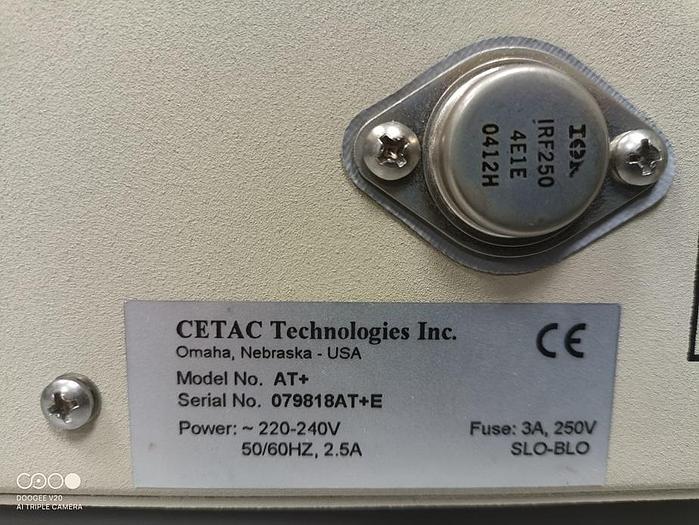 IRF250
4E1E
0412H
CETAC Technologies Inc.
Omaha, Nebraska - USA
Model No. AT+
Serial No. 079818AT+E
Power: ~ 220-240V
50/60HZ, 2.5A
CE
Fuse: 3A, 250V
SLO-BLO
DOOGEE V20
AI TRIPLE CAMERA